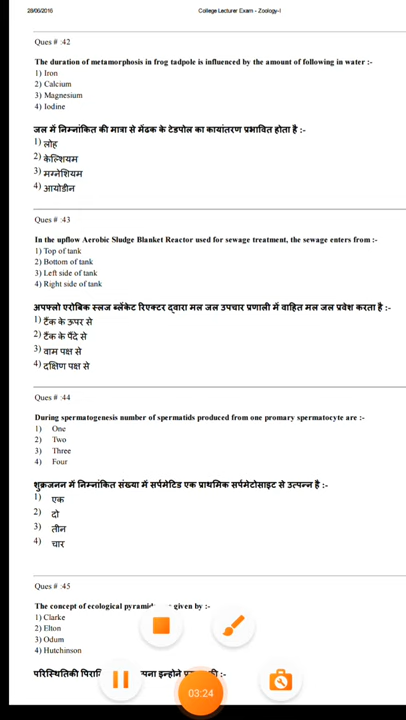 28/06/2016 College Lecturer Exam - Zoology-I
Ques # :42
The duration of metamorphosis in frog tadpole is influenced by the amount of following in water :-
1) Iron
2) Calcium
3) Magnesium
4) Iodine
जल में निम्नांकित की मात्रा से मेंढक के टेडपोल का कायांतरण प्रभावित होता है :-
1) लोह
2) केल्शियम
3) मग्नेशियम
4) आयोडीन
Ques # :43
In the upflow Aerobic Sludge Blanket Reactor used for sewage treatment, the sewage enters from :-
1) Top of tank
2) Bottom of tank
3) Left side of tank
4) Right side of tank
अपफ्लो एरोबिक स्लज ब्लेंकेट रिएक्टर द्वारा मल जल उपचार प्रणाली में वाहित मल जल प्रवेश करता है :-
1) टैंक के ऊपर से
2) टैंक के पैंदे से
3) वाम पक्ष से
4) दक्षिण पक्ष से
Ques # :44
During spermatogenesis number of spermatids produced from one promary spermatocyte are :-
1) One
2) Two
3) Three
4) Four
शुक्रजनन में निम्नांकित संख्या में सर्पमेटिड एक प्राथमिक सर्पमेटोसाइट से उत्पन्न है :-
1) एक
2) दो
3) तीन
4) चार
Ques # :45
The concept of ecological given by :-
1) Clarke
2) Elton
3) Odum
4) Hutchinson
पारिस्थितिकी इन्होने की :-
03:24